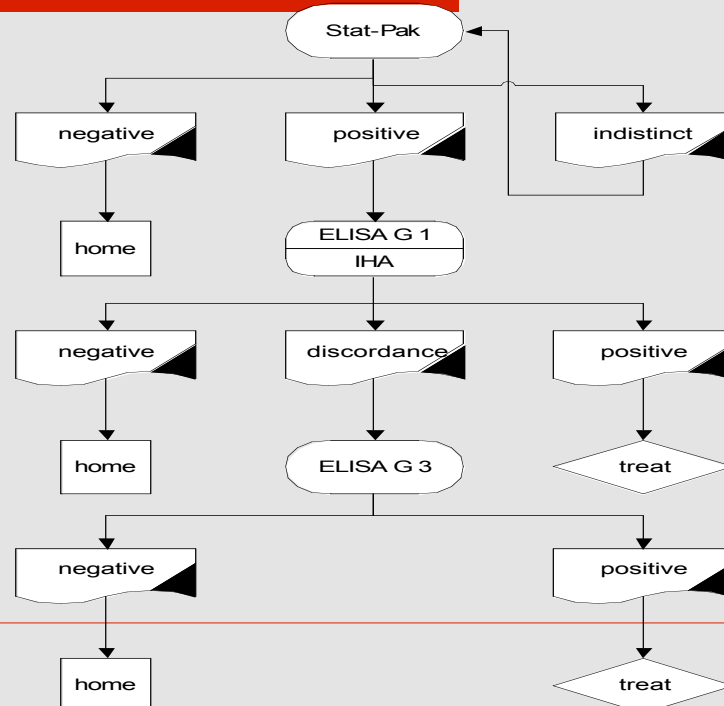 Stat-Pak
negative
positive
indistinct
home
ELISA G 1
IHA
negative
discordance
positive
home
ELISA G 3
treat
negative
positive
home
treat